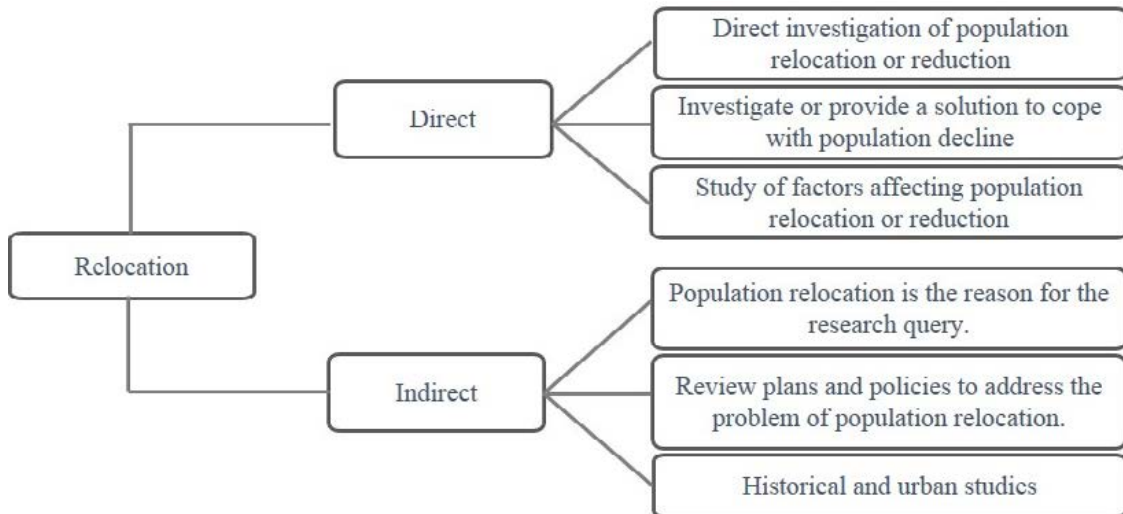 Direct investigation of population
relocation or reduction
Direct
Investigate or provide a solution to cope
with population decline
Study of factors affecting population
relocation or reduction
Relocation
Population relocation is the reason for the
research query.
Indirect
Review plans and policies to address the
problem of population relocation.
Historical and urban studies